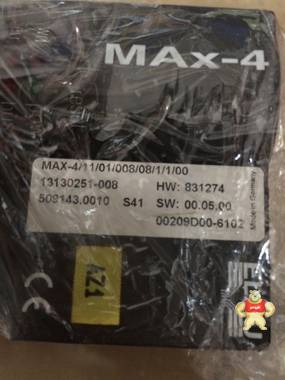 MAX-4
MAX-4/11/01/008/08/1/1/00
13130251-008 HW: 831274
509143.0010 S41 SW: 00.05.00
00209D00-6102
Made in Germany
4Z1
CE